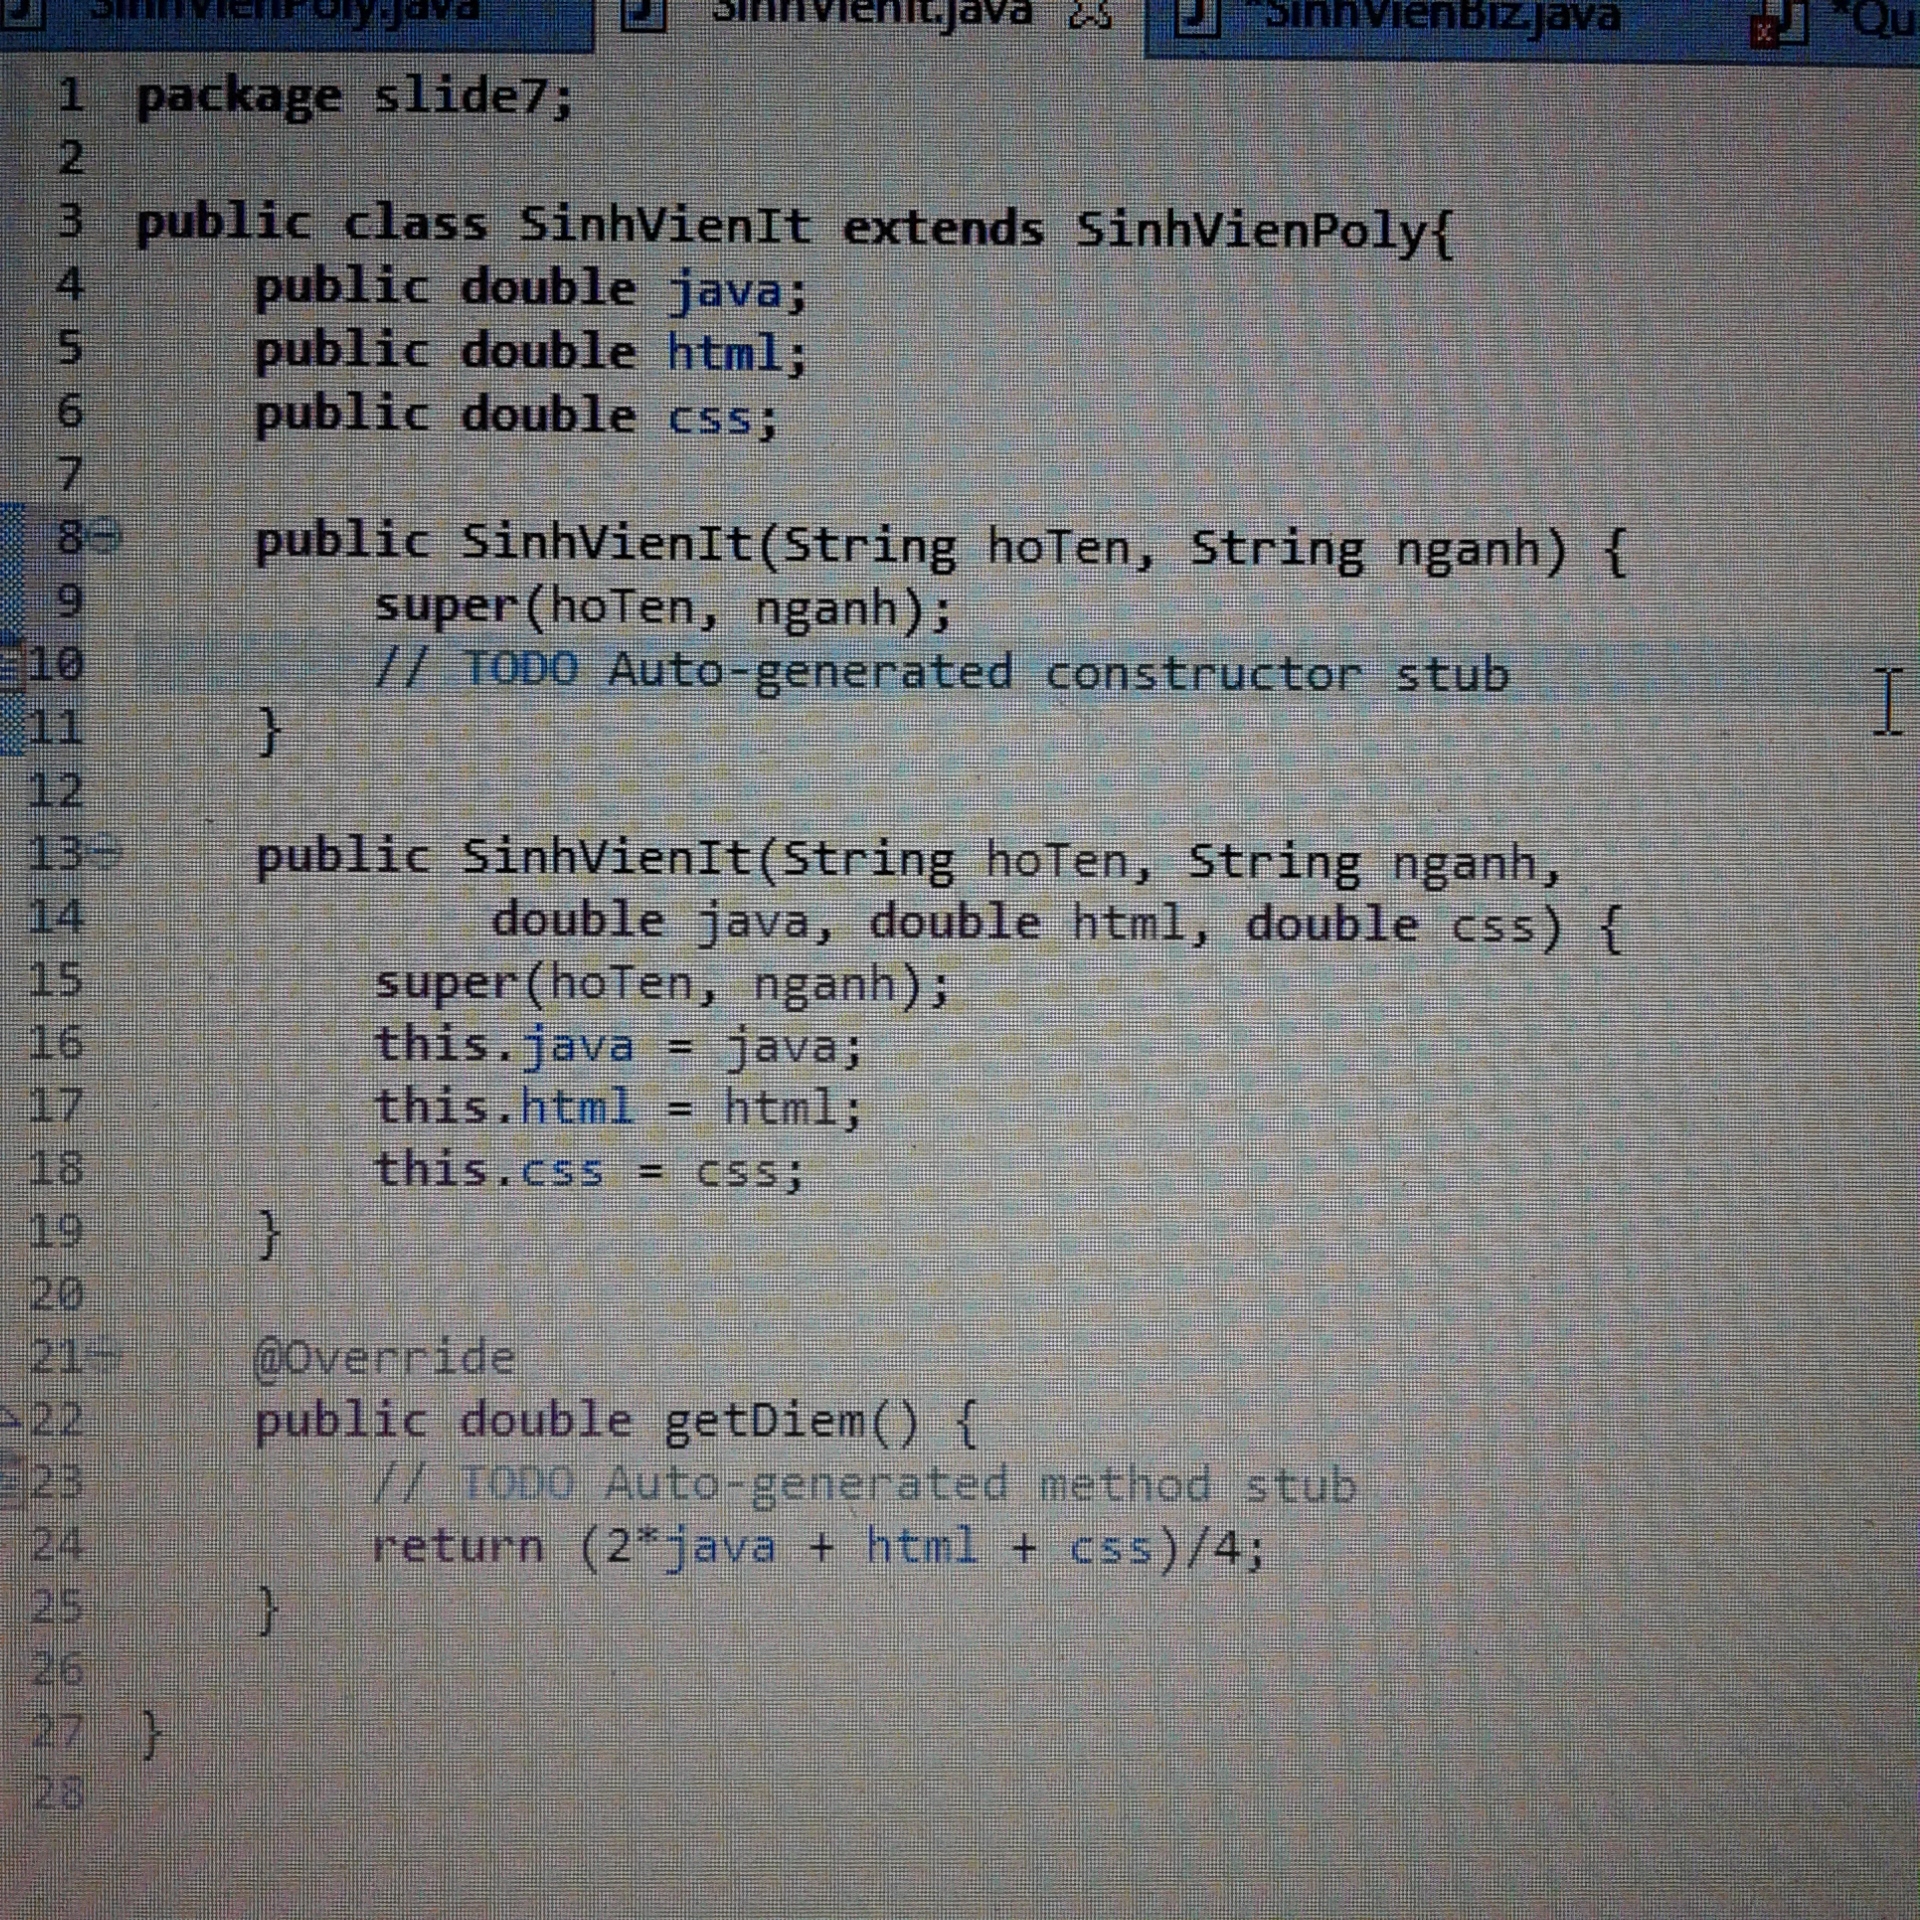 SinhVienPoly.java SinhVienIt.java *SinhVienBiz.java *Qu
1 package slide7;
2
3 public class SinhVienIt extends SinhVienPoly{
4 public double java;
5 public double html;
6 public double css;
7
8 public SinhVienIt(String hoTen, String nganh) {
9 super(hoTen, nganh);
10 // TODO Auto-generated constructor stub
11 }
12
13 public SinhVienIt(String hoTen, String nganh,
14 double java, double html, double css) {
15 super(hoTen, nganh);
16 this.java = java;
17 this.html = html;
18 this.css = css;
19 }
20
21 @Override
22 public double getDiem() {
23 // TODO Auto-generated method stub
24 return (2*java + html + css)/4;
25 }
26
27 }
28